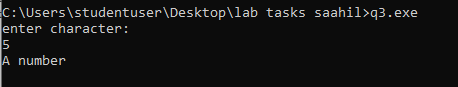 C:\Users\studentuser\Desktop\lab tasks saahil>q3.exe
enter character:
5
A number